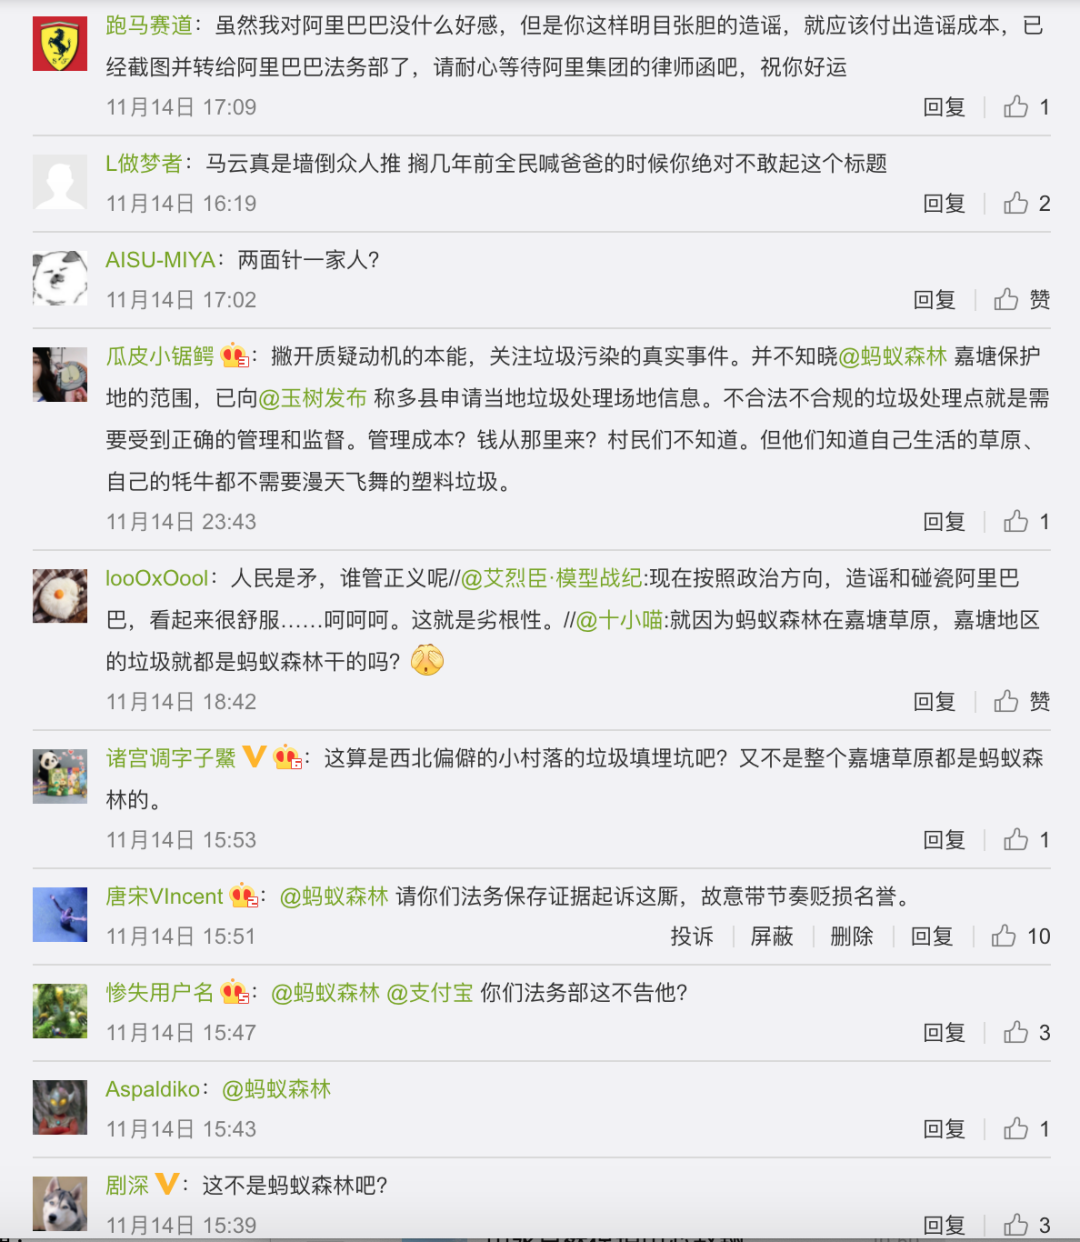 跑马赛道：虽然我对阿里巴巴没什么好感，但是你这样明目张胆的造谣，就应该付出造谣成本，已
经截图并转给阿里巴巴法务部了，请耐心等待阿里集团的律师函吧，祝你好运
11月14日 17:09 回复 1
L做梦者：马云真是墙倒众人推 搁几年前全民喊爸爸的时候你绝对不敢起这个标题
11月14日 16:19 回复 2
AISU-MIYA：两面针一家人？
11月14日 17:02 回复 赞
瓜皮小锯鳄 3：撇开质疑动机的本能，关注垃圾污染的真实事件。并不知晓@蚂蚁森林 嘉塘保护
地的范围，已向@玉树发布 称多县申请当地垃圾处理场地信息。不合法不合规的垃圾处理点就是需
要受到正确的管理和监督。管理成本？钱从那里来？村民们不知道。但他们知道自己生活的草原、
自己的牦牛都不需要漫天飞舞的塑料垃圾。
11月14日 23:43 回复 1
looOxOool：人民是矛，谁管正义呢//@艾烈臣·模型战纪:现在按照政治方向，造谣和碰瓷阿里巴
巴，看起来很舒服……呵呵呵。这就是劣根性。//@十小喵:就因为蚂蚁森林在嘉塘草原，嘉塘地区
的垃圾就都是蚂蚁森林干的吗？
11月14日 18:42 回复 赞
诸宫调字子鷖 V 6：这算是西北偏僻的小村落的垃圾填埋坑吧？又不是整个嘉塘草原都是蚂蚁森
林的。
11月14日 15:53 回复 1
唐宋VIncent 2：@蚂蚁森林 请你们法务保存证据起诉这厮，故意带节奏贬损名誉。
11月14日 15:51 投诉 屏蔽 删除 回复 10
惨失用户名 5：@蚂蚁森林 @支付宝 你们法务部这不告他？
11月14日 15:47 回复 3
Aspaldiko：@蚂蚁森林
11月14日 15:43 回复 1
剧深 V：这不是蚂蚁森林吧？
11月14日 15:39 回复 3